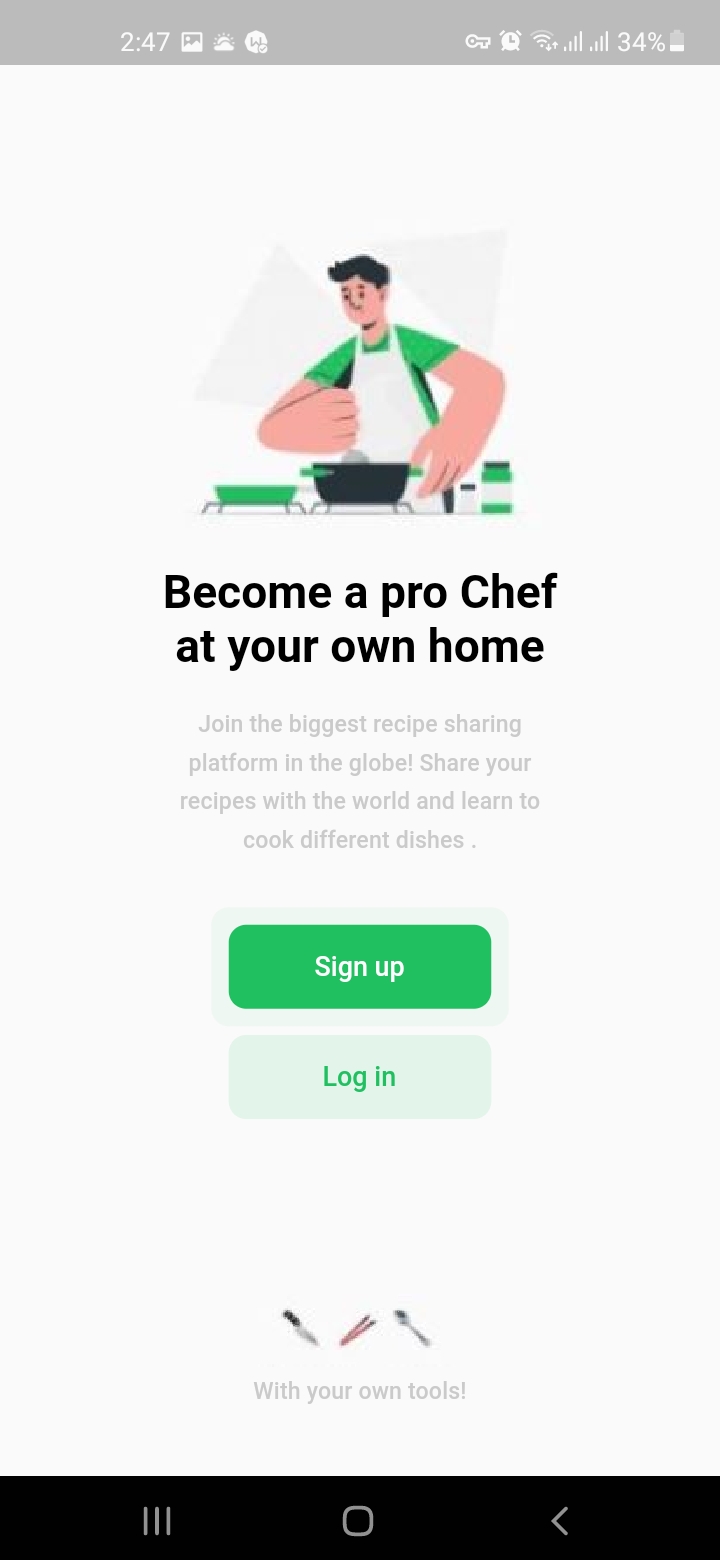 2:47 34%
Become a pro Chef
at your own home
Join the biggest recipe sharing
platform in the globe! Share your
recipes with the world and learn to
cook different dishes .
Sign up
Log in
With your own tools!